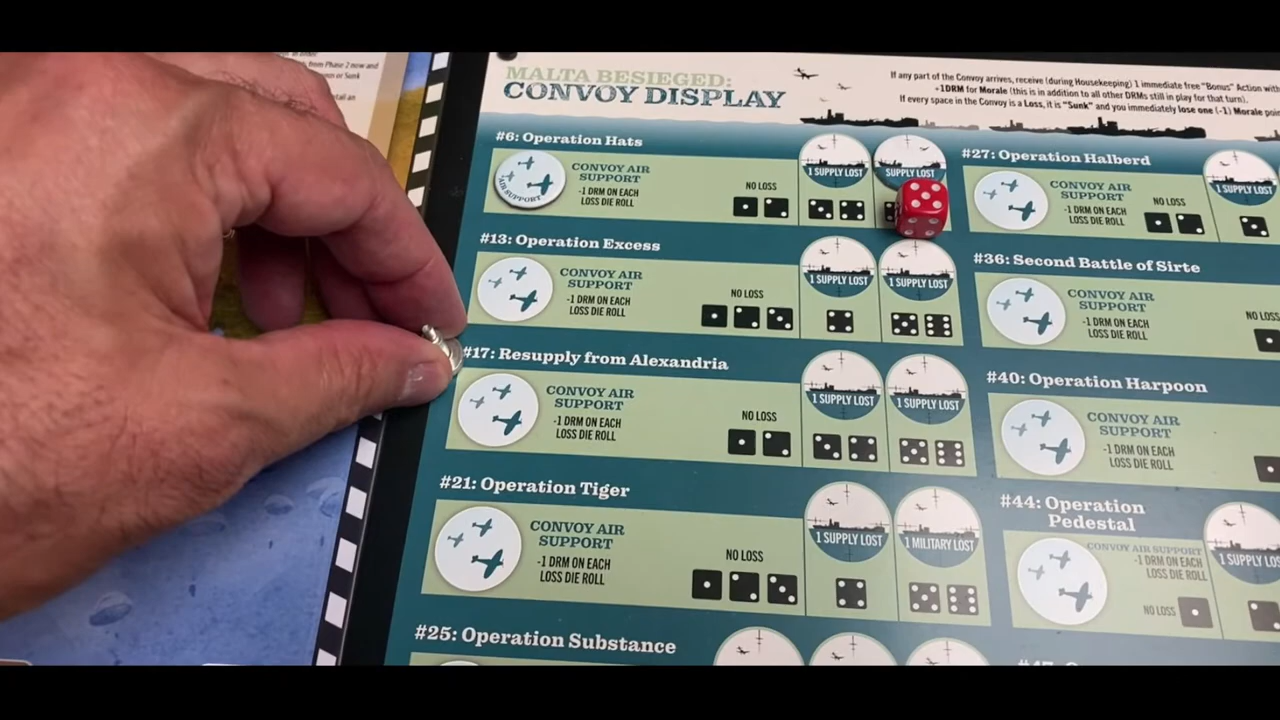 from Phase 2 now and
or Sunk
MALTA BESIEGED:
CONVOY DISPLAY
If any part of the Convoy arrives, receive (during Housekeeping) 1 immediate free "Bonus" Action with
+1DRM for Morale (this is in addition to all other DRMs still in play for that turn).
If every space in the Convoy is a Loss, it is "Sunk" and you immediately lose one (-1) Morale
#6: Operation Hats
AIR SUPPORT
CONVOY AIR
SUPPORT
-1 DRM ON EACH
LOSS DIE ROLL
NO LOSS
1 SUPPLY LOST
SUPPLY LOST
#13: Operation Excess
CONVOY AIR
SUPPORT
-1 DRM ON EACH
LOSS DIE ROLL
NO LOSS
1 SUPPLY LOST
1 SUPPLY LOST
#17: Resupply from Alexandria
CONVOY AIR
SUPPORT
-1 DRM ON EACH
LOSS DIE ROLL
NO LOSS
1 SUPPLY LOST
1 SUPPLY LOST
#21: Operation Tiger
CONVOY AIR
SUPPORT
-1 DRM ON EACH
LOSS DIE ROLL
NO LOSS
1 SUPPLY LOST
1 MILITARY LOST
#25: Operation Substance
#27: Operation Halberd
CONVOY AIR
SUPPORT
-1 DRM ON EACH
LOSS DIE ROLL
NO LOSS
1 SUPPLY LOST
#36: Second Battle of Sirte
CONVOY AIR
SUPPORT
-1 DRM ON EACH
LOSS DIE ROLL
NO LOSS
#40: Operation Harpoon
CONVOY AIR
SUPPORT
-1 DRM ON EACH
LOSS DIE ROLL
#44: Operation
Pedestal
CONVOY AIR SUPPORT
-1 DRM ON EACH
LOSS DIE ROLL
NO LOSS
1 SUPPLY